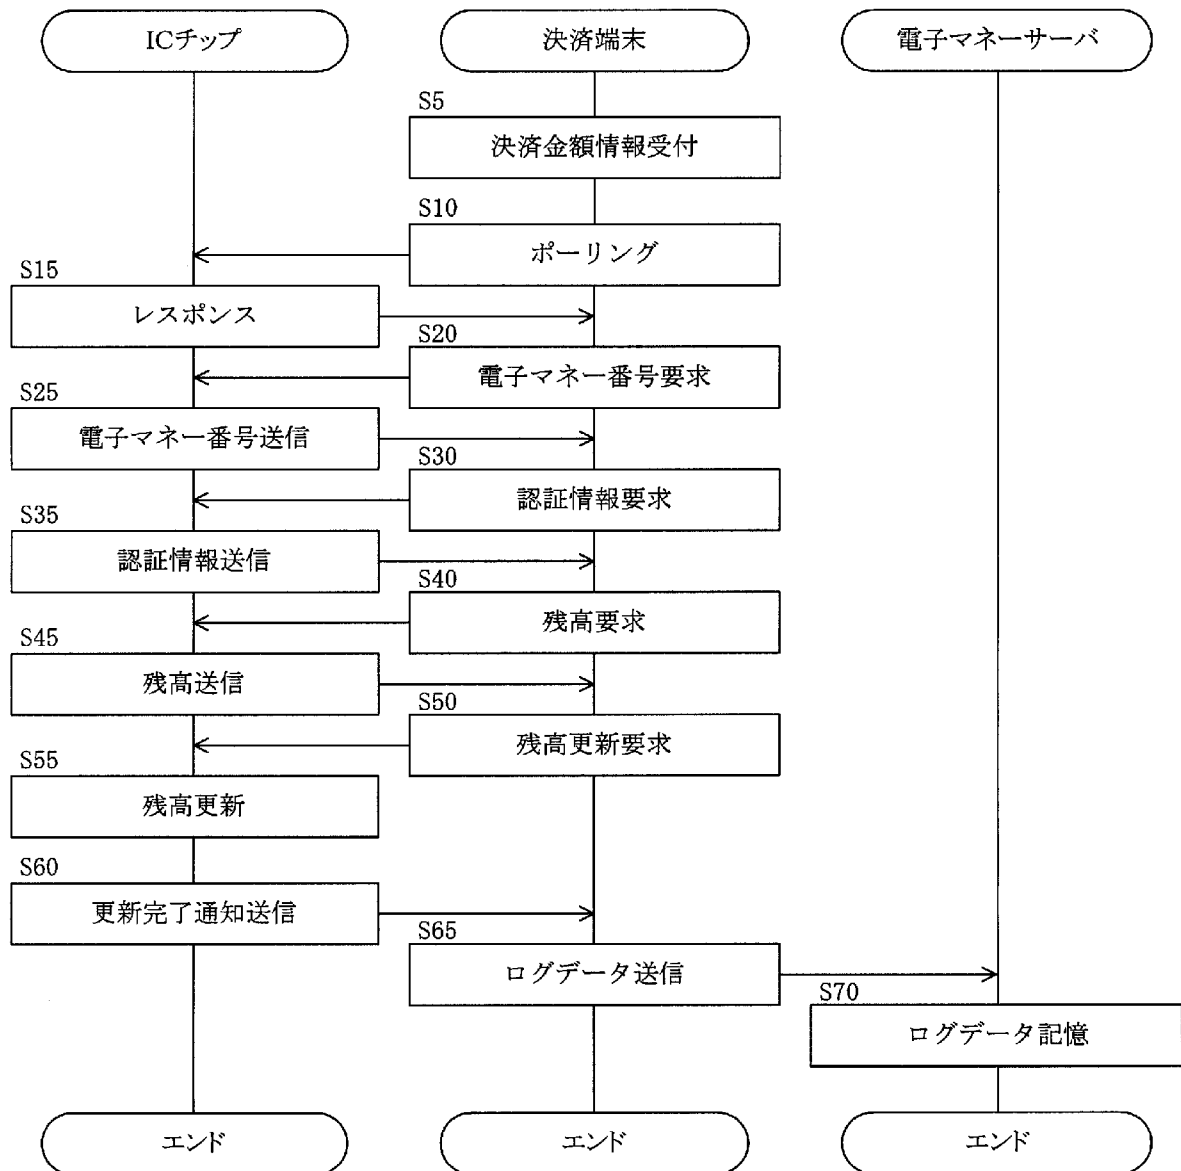 ICチップ
決済端末
電子マネーサーバ
S5
決済金額情報受付
S10
ポーリング
S15
レスポンス
S20
電子マネー番号要求
S25
電子マネー番号送信
S30
認証情報要求
S35
認証情報送信
S40
残高要求
S45
残高送信
S50
残高更新要求
S55
残高更新
S60
更新完了通知送信
S65
ログデータ送信
S70
ログデータ記憶
エンド
エンド
エンド